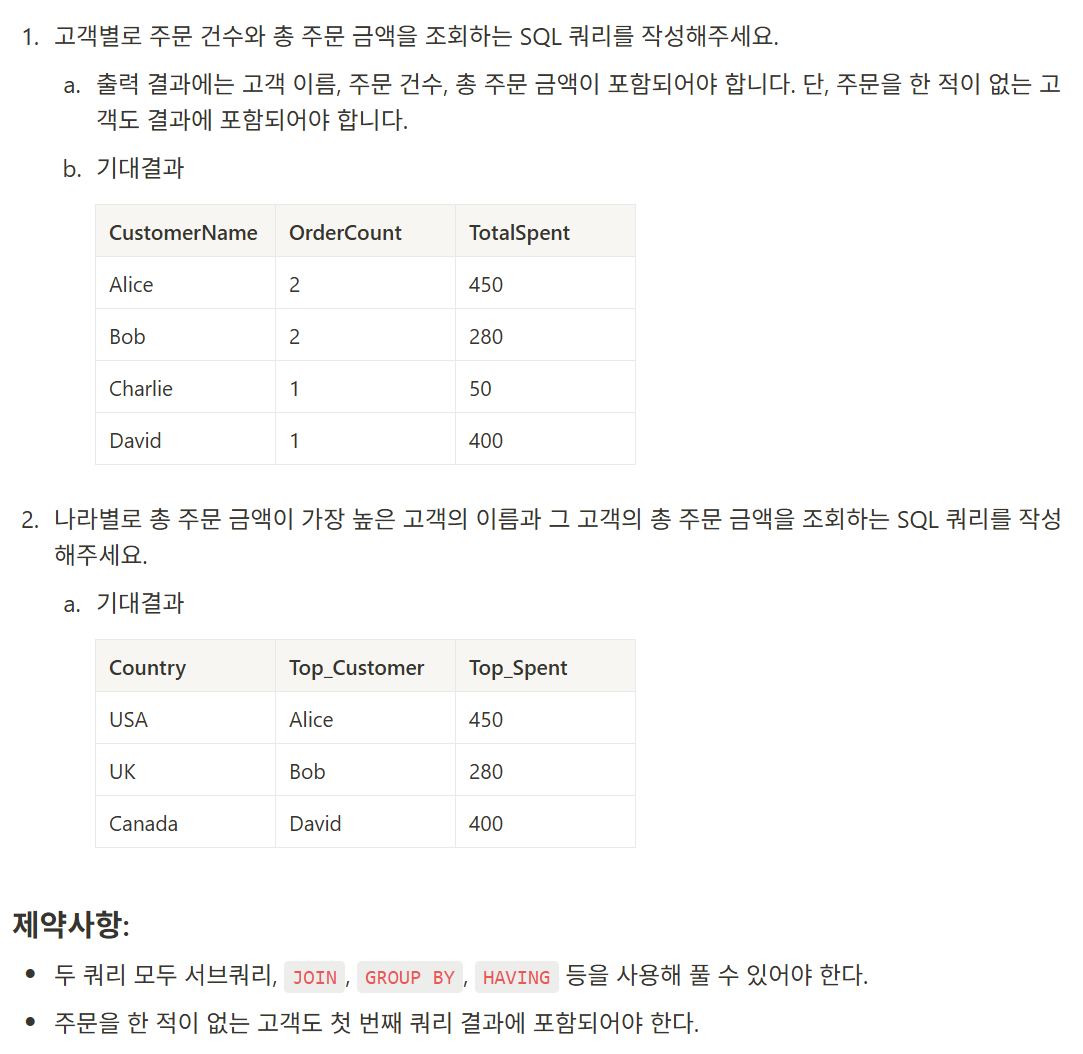 1. 고객별로 주문 건수와 총 주문 금액을 조회하는 SQL 쿼리를 작성해주세요.
a. 출력 결과에는 고객 이름, 주문 건수, 총 주문 금액이 포함되어야 합니다. 단, 주문을 한 적이 없는 고
객도 결과에 포함되어야 합니다.
b. 기대결과
CustomerName OrderCount TotalSpent
Alice 2 450
Bob 2 280
Charlie 1 50
David 1 400
2. 나라별로 총 주문 금액이 가장 높은 고객의 이름과 그 고객의 총 주문 금액을 조회하는 SQL 쿼리를 작성
해주세요.
a. 기대결과
Country Top_Customer Top_Spent
USA Alice 450
UK Bob 280
Canada David 400
제약사항:
• 두 쿼리 모두 서브쿼리, JOIN, GROUP BY, HAVING 등을 사용해 풀 수 있어야 한다.
• 주문을 한 적이 없는 고객도 첫 번째 쿼리 결과에 포함되어야 한다.